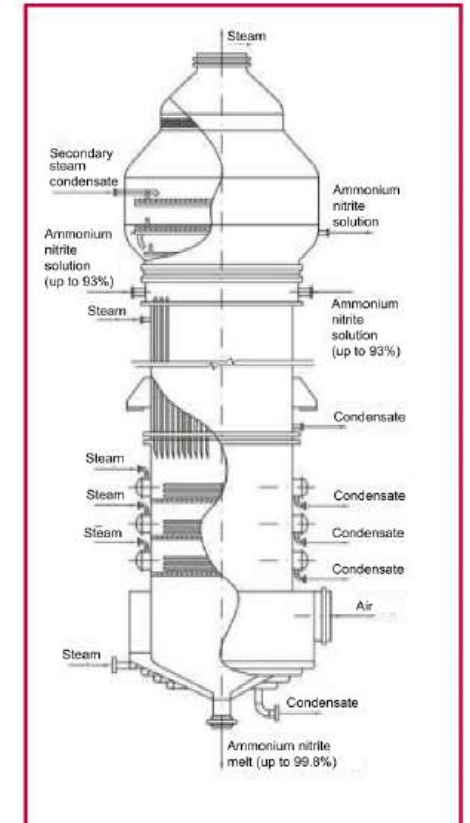 Steam
Secondary
steam
condensate
Ammonium
nitrite
solution
Ammonium
nitrite
solution
(up to 93%)
Steam
Ammonium
nitrite
solution
(up to 93%)
Condensate
Steam
Steam
Steam
Condensate
Condensate
Condensate
Air
Steam
Condensate
Ammonium nitrite
melt (up to 99.8%)